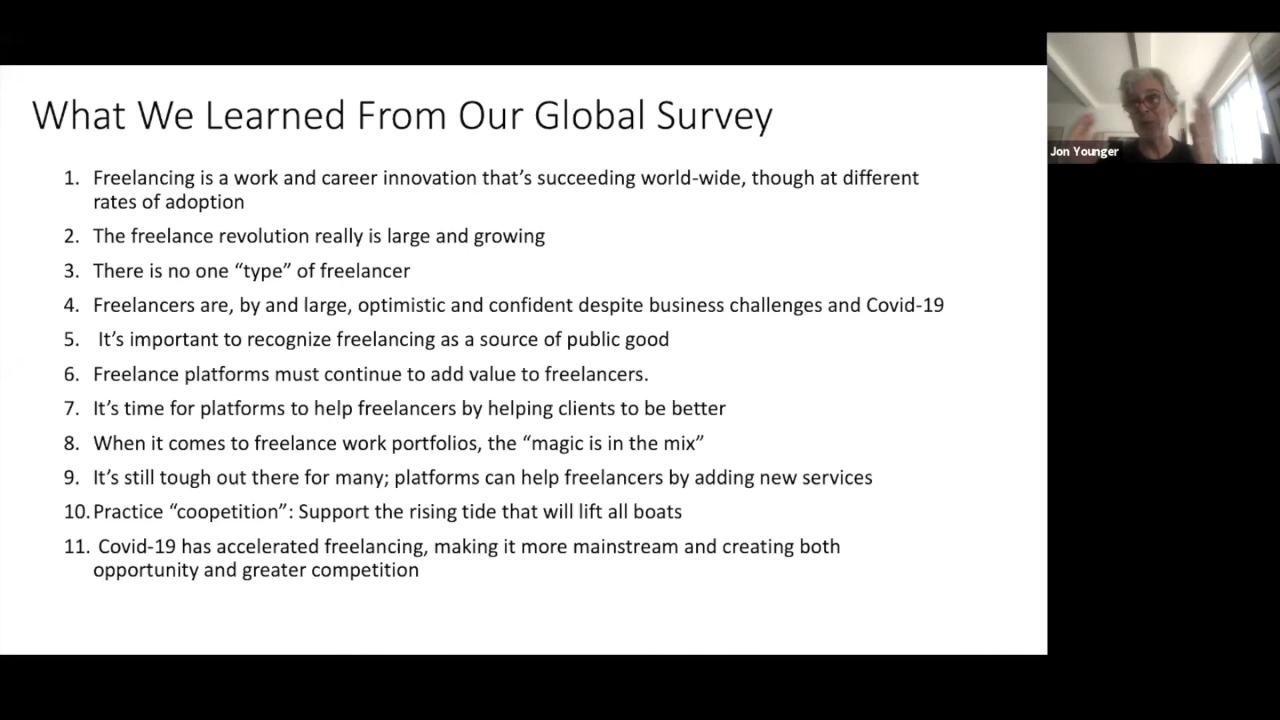 What We Learned From Our Global Survey
1. Freelancing is a work and career innovation that’s succeeding world-wide, though at different
rates of adoption
2. The freelance revolution really is large and growing
3. There is no one “type” of freelancer
4. Freelancers are, by and large, optimistic and confident despite business challenges and Covid-19
5. It’s important to recognize freelancing as a source of public good
6. Freelance platforms must continue to add value to freelancers.
7. It’s time for platforms to help freelancers by helping clients to be better
8. When it comes to freelance work portfolios, the “magic is in the mix”
9. It’s still tough out there for many; platforms can help freelancers by adding new services
10. Practice “coopetition”: Support the rising tide that will lift all boats
11. Covid-19 has accelerated freelancing, making it more mainstream and creating both
opportunity and greater competition
Jon Younger